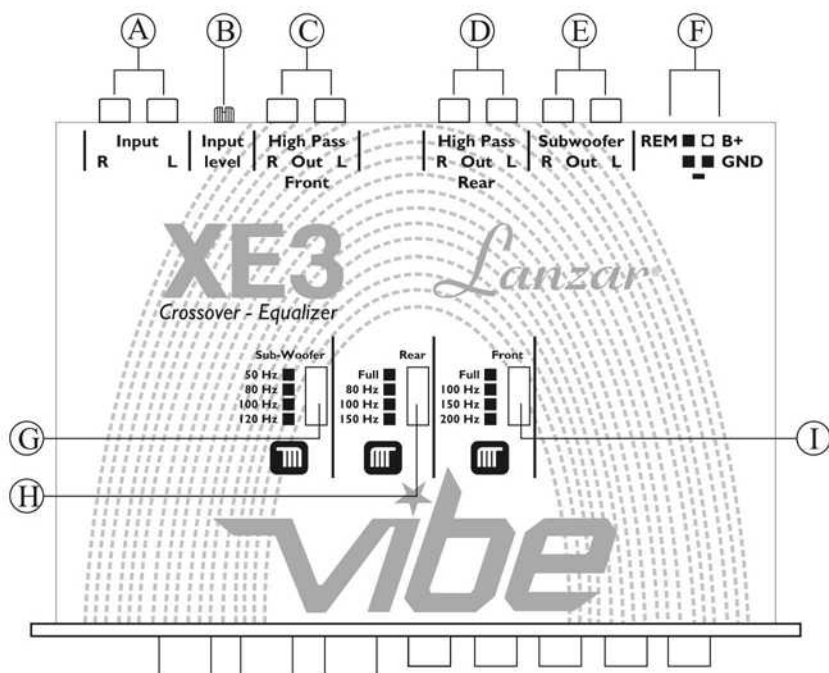 A B C D E F
Input Input High Pass High Pass Subwoofer REM B+
R L level R Out L R Out L R Out L GND
Front Rear
XE3 Lanzar
Crossover - Equalizer
Sub-Woofer Rear Front
50 Hz Full Full
80 Hz 80 Hz 100 Hz
100 Hz 100 Hz 150 Hz
120 Hz 150 Hz 200 Hz
G I
H
vibe